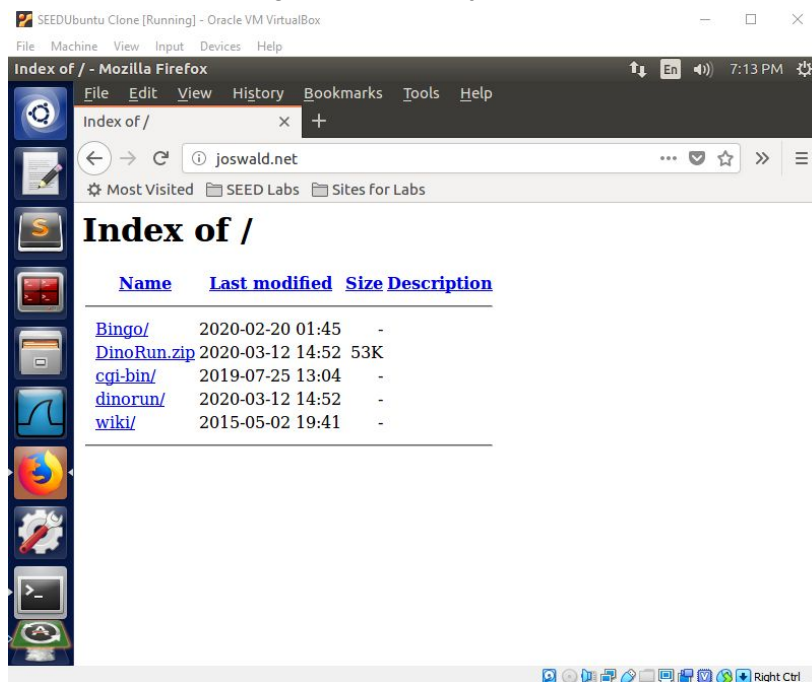 SEEDUbuntu Clone [Running] - Oracle VM VirtualBox
File Machine View Input Devices Help
Index of / - Mozilla Firefox En 7:13 PM
File Edit View History Bookmarks Tools Help
Index of / × +
joswald.net
Most Visited SEED Labs Sites for Labs
Index of /
Name Last modified Size Description
Bingo/ 2020-02-20 01:45 -
DinoRun.zip 2020-03-12 14:52 53K
cgi-bin/ 2019-07-25 13:04 -
dinorun/ 2020-03-12 14:52 -
wiki/ 2015-05-02 19:41 -
Right Ctrl